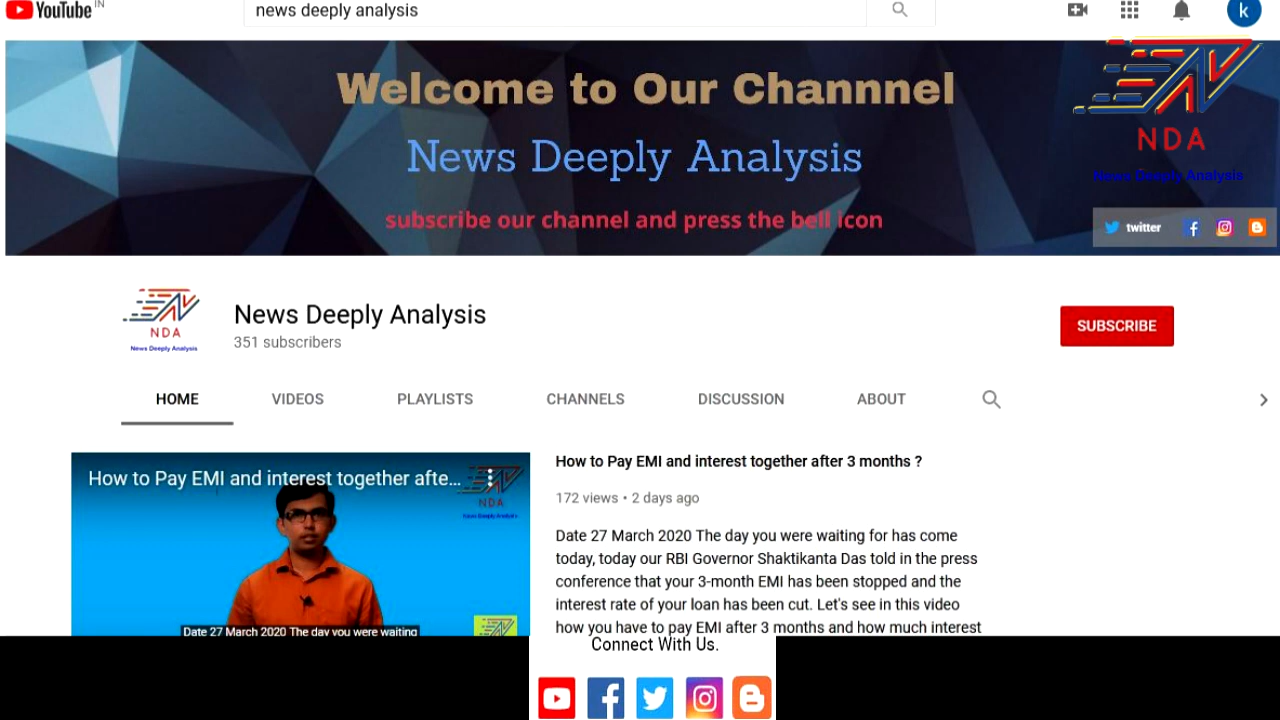 YouTube IN
news deeply analysis
k
Welcome to Our Channnel
News Deeply Analysis
subscribe our channel and press the bell icon
NDA
News Deeply Analysis
twitter
NDA
News Deeply Analysis
News Deeply Analysis
351 subscribers
SUBSCRIBE
HOME
VIDEOS
PLAYLISTS
CHANNELS
DISCUSSION
ABOUT
How to Pay EMI and interest together afte...
NDA
News Deeply Analysis
Date 27 March 2020 The day you were waiting
How to Pay EMI and interest together after 3 months ?
172 views • 2 days ago
Date 27 March 2020 The day you were waiting for has come
today, today our RBI Governor Shaktikanta Das told in the press
conference that your 3-month EMI has been stopped and the
interest rate of your loan has been cut. Let's see in this video
how you have to pay EMI after 3 months and how much interest
Connect With Us.